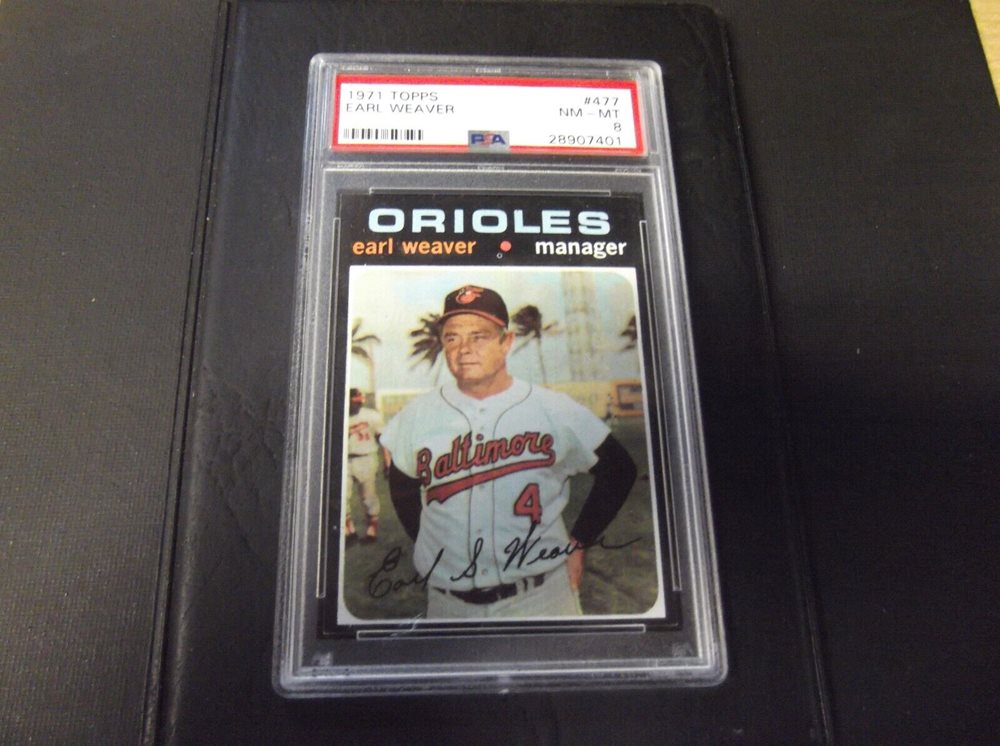 1971 TOPPS #477
EARL WEAVER NM - MT
8
PSA 28907401
ORIOLES
earl weaver • manager
Baltimore
4
Earl S. Weaver